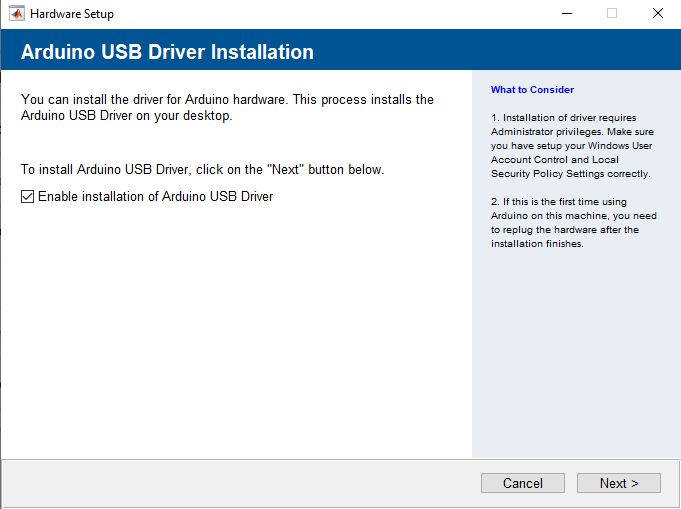 Hardware Setup
Arduino USB Driver Installation
You can install the driver for Arduino hardware. This process installs the
Arduino USB Driver on your desktop.
To install Arduino USB Driver, click on the "Next" button below.
Enable installation of Arduino USB Driver
What to Consider
1. Installation of driver requires
Administrator privileges. Make sure
you have setup your Windows User
Account Control and Local
Security Policy Settings correctly.
2. If this is the first time using
Arduino on this machine, you need
to replug the hardware after the
installation finishes.
Cancel
Next >